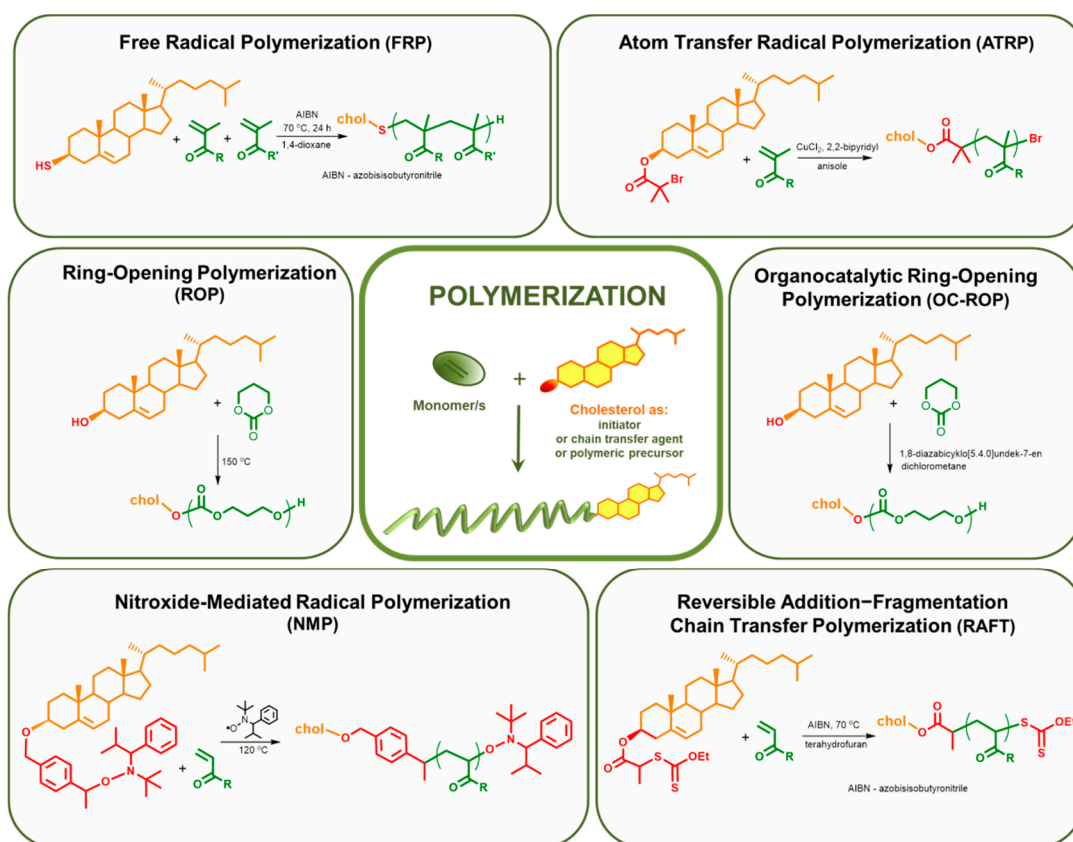 Free Radical Polymerization (FRP)
HS
+
O
R
+
O
R'
AIBN
70 °C, 24 h
1,4-dioxane
chol
S
H
O
R
O
R'
AIBN - azobisisobutyronitrile
Atom Transfer Radical Polymerization (ATRP)
O
O
Br
+
O
R
CuCl2, 2,2-bipyridyl
anisole
chol
O
O
Br
O
R
Ring-Opening Polymerization
(ROP)
HO
+
O
O
O
150 °C
chol
O
O
O
O
H
POLYMERIZATION
Monomer/s
+
Cholesterol as:
initiator
or chain transfer agent
or polymeric precursor
Organocatalytic Ring-Opening
Polymerization (OC-ROP)
HO
+
O
O
O
1,8-diazabicyklo[5.4.0]undek-7-en
dichlorometane
chol
O
O
O
O
H
Nitroxide-Mediated Radical Polymerization
(NMP)
O
O
N
+
O
R
•O
N
120 °C
chol
O
O
N
O
R
Reversible Addition−Fragmentation
Chain Transfer Polymerization (RAFT)
O
O
S
OEt
S
+
O
R
AIBN, 70 °C
terahydrofuran
chol
O
O
S
OEt
S
O
R
AIBN - azobisisobutyronitrile